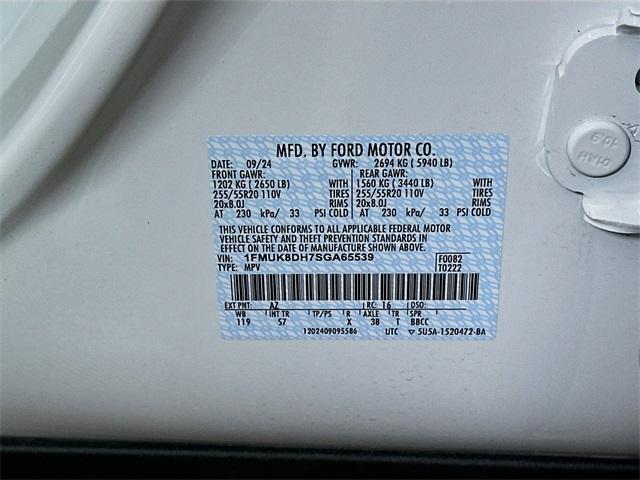 MFD. BY FORD MOTOR CO.
DATE: 09/24 GVWR: 2694 KG ( 5940 LB)
FRONT GAWR: REAR GAWR:
1202 KG ( 2650 LB) WITH 1560 KG ( 3440 LB) WITH
255/55R20 110V TIRES 255/55R20 110V TIRES
20x8.0J RIMS 20x8.0J RIMS
AT 230 kPa/ 33 PSI COLD AT 230 kPa/ 33 PSI COLD
THIS VEHICLE CONFORMS TO ALL APPLICABLE FEDERAL MOTOR
VEHICLE SAFETY AND THEFT PREVENTION STANDARDS IN
EFFECT ON THE DATE OF MANUFACTURE SHOWN ABOVE.
VIN: 1FMUK8DH7SGA65539 F0082
TYPE: MPV T0222
EXT PNT: AZ RC: 16 DSO:
WB INT TR TP/PS R AXLE TR SPR
119 S7 X 3B T BBCC
1202409095586 UTC SU5A-1520472-BA
10.9